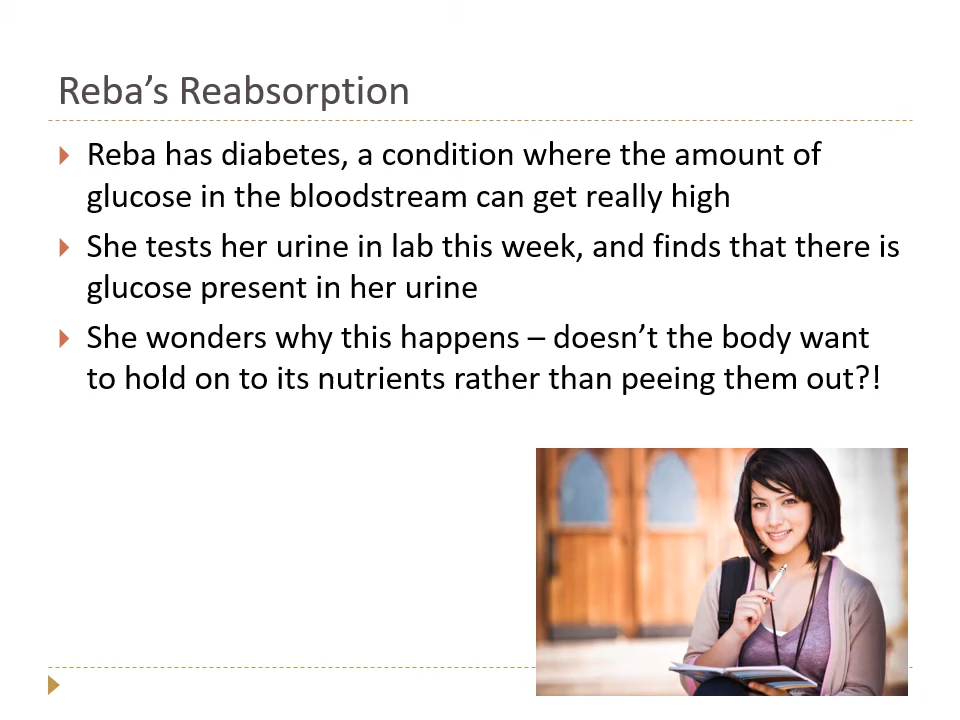 Reba’s Reabsorption
Reba has diabetes, a condition where the amount of
glucose in the bloodstream can get really high
She tests her urine in lab this week, and finds that there is
glucose present in her urine
She wonders why this happens – doesn’t the body want
to hold on to its nutrients rather than peeing them out?!